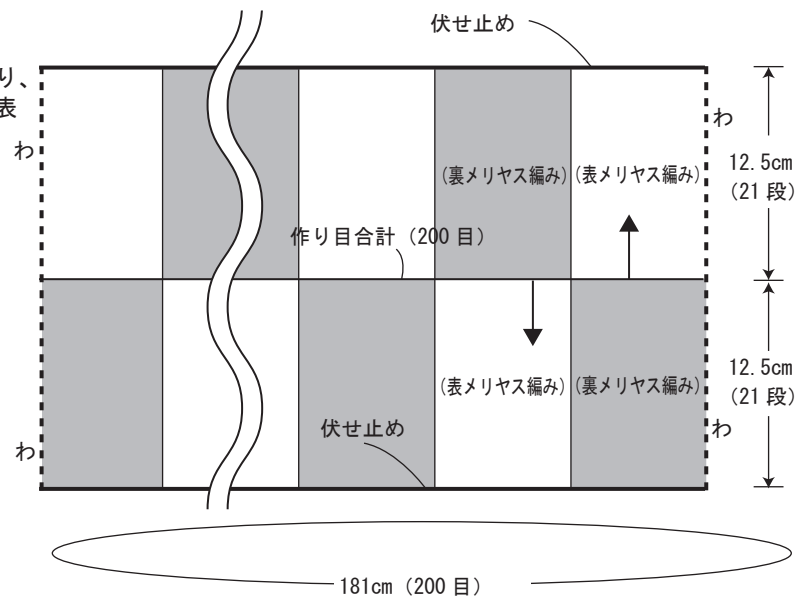 伏せ止め
り、
表
わ
わ
12.5cm
(21 段)
(裏メリヤス編み)
(表メリヤス編み)
作り目合計 (200 目)
12.5cm
(21 段)
(表メリヤス編み)
(裏メリヤス編み)
伏せ止め
わ
わ
181cm (200 目)